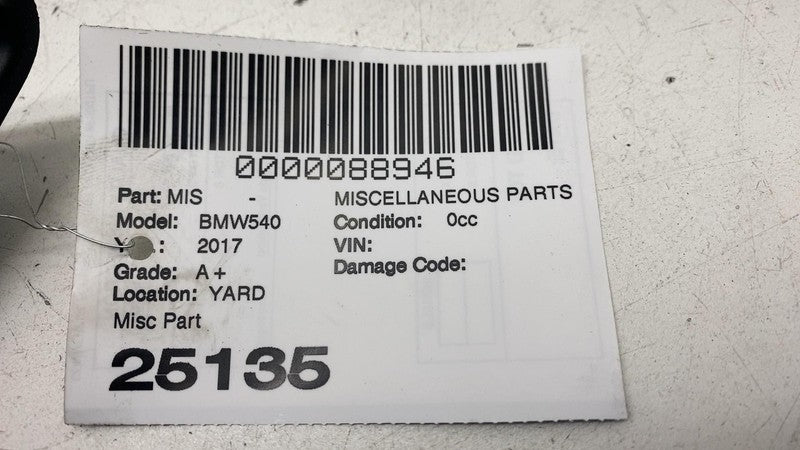 0000088946
Part: MIS - MISCELLANEOUS PARTS
Model: BMW540 Condition: 0cc
Y : 2017 VIN:
Grade: A+ Damage Code:
Location: YARD
Misc Part
25135